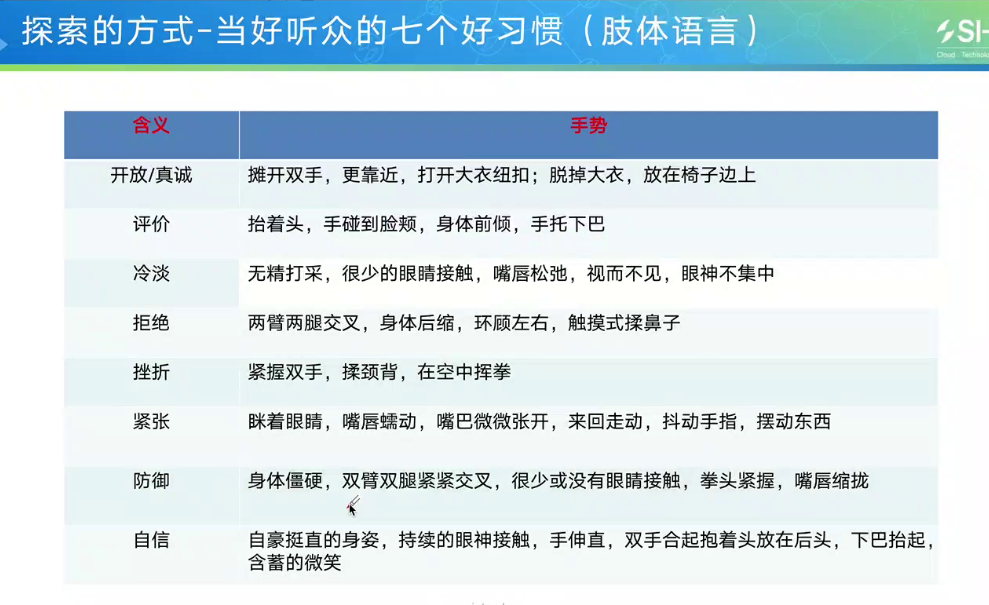 探索的方式-当好听众的七个好习惯（肢体语言）
SI-
Cloud Technolo
含义 手势
开放/真诚 摊开双手，更靠近，打开大衣纽扣；脱掉大衣，放在椅子边上
评价 抬着头，手碰到脸颊，身体前倾，手托下巴
冷淡 无精打采，很少的眼睛接触，嘴唇松弛，视而不见，眼神不集中
拒绝 两臂两腿交叉，身体后缩，环顾左右，触摸式揉鼻子
挫折 紧握双手，揉颈背，在空中挥拳
紧张 眯着眼睛，嘴唇蠕动，嘴巴微微张开，来回走动，抖动手指，摆动东西
防御 身体僵硬，双臂双腿紧紧交叉，很少或没有眼睛接触，拳头紧握，嘴唇缩拢
自信 自豪挺直的身姿，持续的眼神接触，手伸直，双手合起抱着头放在后头，下巴抬起，
含蓄的微笑